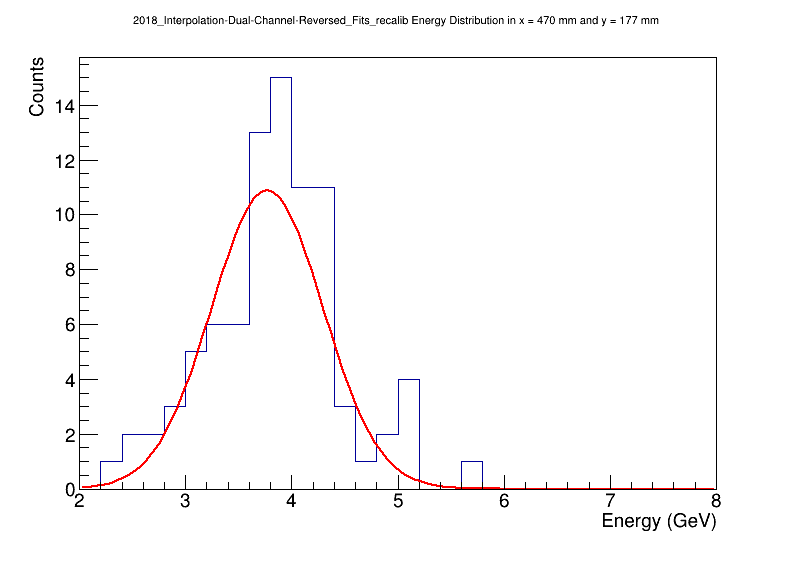 2018_Interpolation-Dual-Channel-Reversed_Fits_recalib Energy Distribution in x = 470 mm and y = 177 mm
Counts
14
12
10
8
6
4
2
0
2 3 4 5 6 7 8
Energy (GeV)